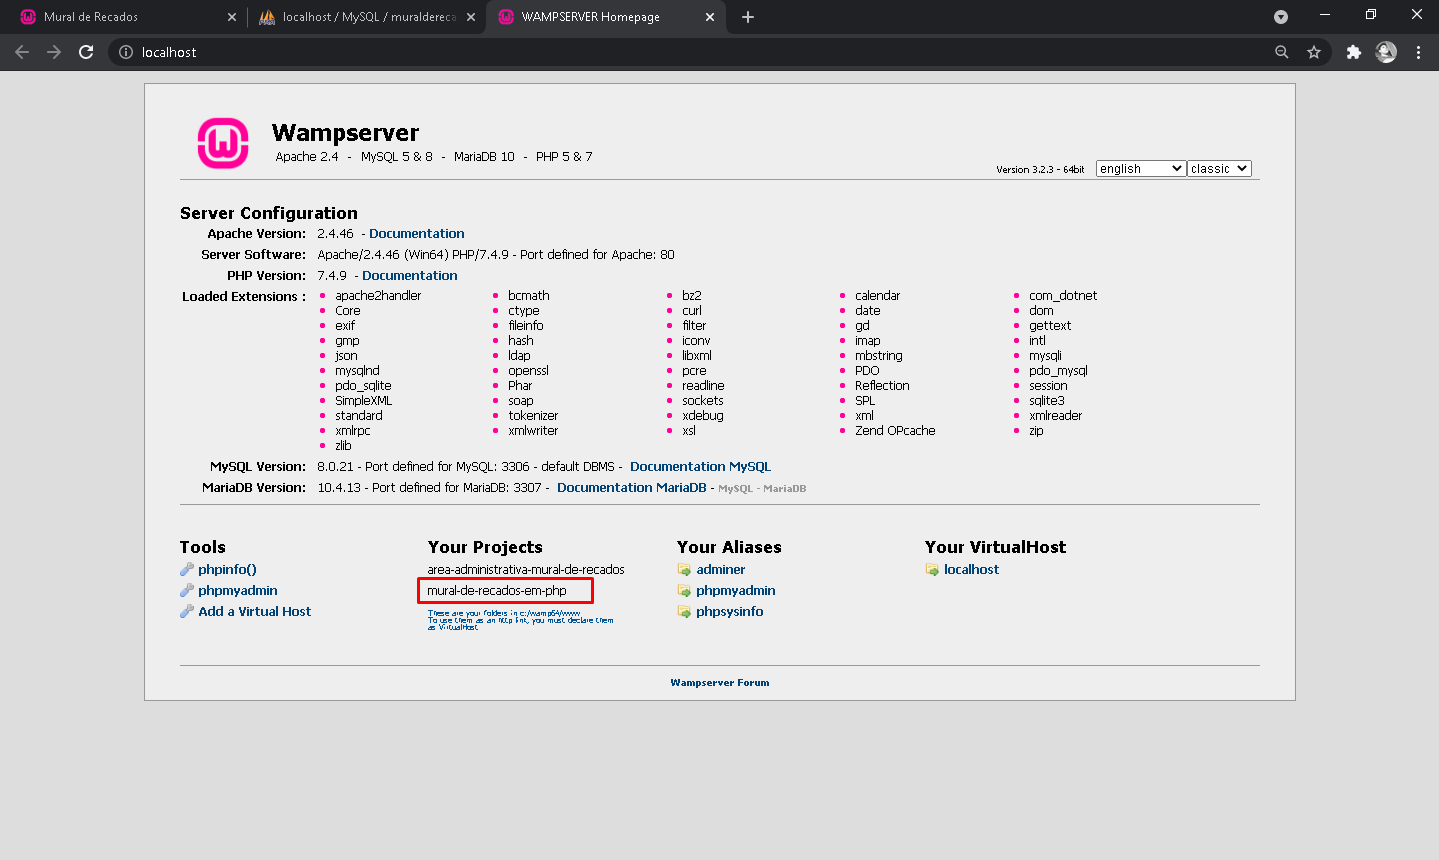 Mural de Recados
localhost / MySQL / muraldereca
WAMPSERVER Homepage
localhost
Wampserver
Apache 2.4 - MySQL 5 & 8 - MariaDB 10 - PHP 5 & 7
Version 3.2.3 - 64bit
english
classic
Server Configuration
Apache Version: 2.4.46 - Documentation
Server Software: Apache/2.4.46 (Win64) PHP/7.4.9 - Port defined for Apache: 80
PHP Version: 7.4.9 - Documentation
Loaded Extensions :
apache2handler bcmath bz2 calendar com_dotnet
Core ctype curl date dom
exif fileinfo filter gd gettext
gmp hash iconv imap intl
json ldap libxml mbstring mysqli
mysqlnd openssl pcre PDO pdo_mysql
pdo_sqlite Phar readline Reflection session
SimpleXML soap sockets SPL sqlite3
standard tokenizer xdebug xml xmlreader
xmlrpc xmlwriter xsl Zend OPcache zip
zlib
MySQL Version: 8.0.21 - Port defined for MySQL: 3306 - default DBMS - Documentation MySQL
MariaDB Version: 10.4.13 - Port defined for MariaDB: 3307 - Documentation MariaDB - MySQL - MariaDB
Tools
phpinfo()
phpmyadmin
Add a Virtual Host
Your Projects
area-administrativa-mural-de-recados
mural-de-recados-em-php
These are your folders in c:/wamp64/www
To use them as an http link, you must declare them
as VirtualHost
Your Aliases
adminer
phpmyadmin
phpsysinfo
Your VirtualHost
localhost
Wampserver Forum